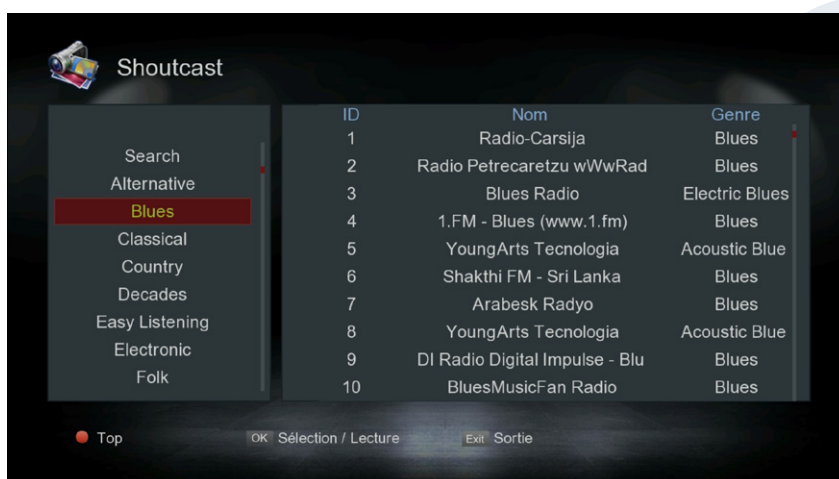 Shoutcast
Search
Alternative
Blues
Classical
Country
Decades
Easy Listening
Electronic
Folk
ID Nom Genre
1 Radio-Carsija Blues
2 Radio Petrecaretzu wWwRad Blues
3 Blues Radio Electric Blues
4 1.FM - Blues (www.1.fm) Blues
5 YoungArts Tecnologia Acoustic Blue
6 Shakthi FM - Sri Lanka Blues
7 Arabesk Radyo Blues
8 YoungArts Tecnologia Acoustic Blue
9 DI Radio Digital Impulse - Blu Blues
10 BluesMusicFan Radio Blues
Top OK Sélection / Lecture Exit Sortie